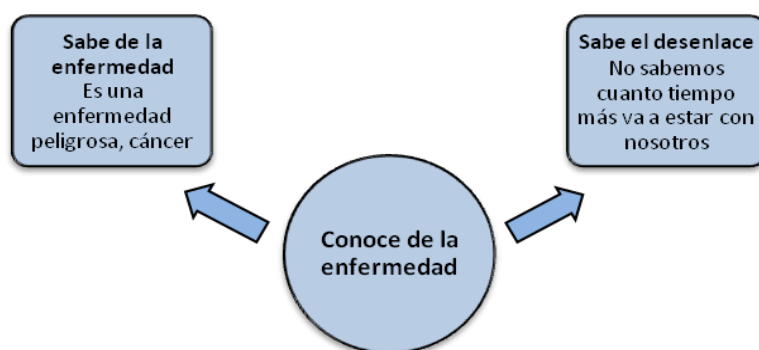 Sabe de la
enfermedad
Es una
enfermedad
peligrosa, cáncer
Sabe el desenlace
No sabemos
cuanto tiempo
más va a estar con
nosotros
Conoce de la
enfermedad